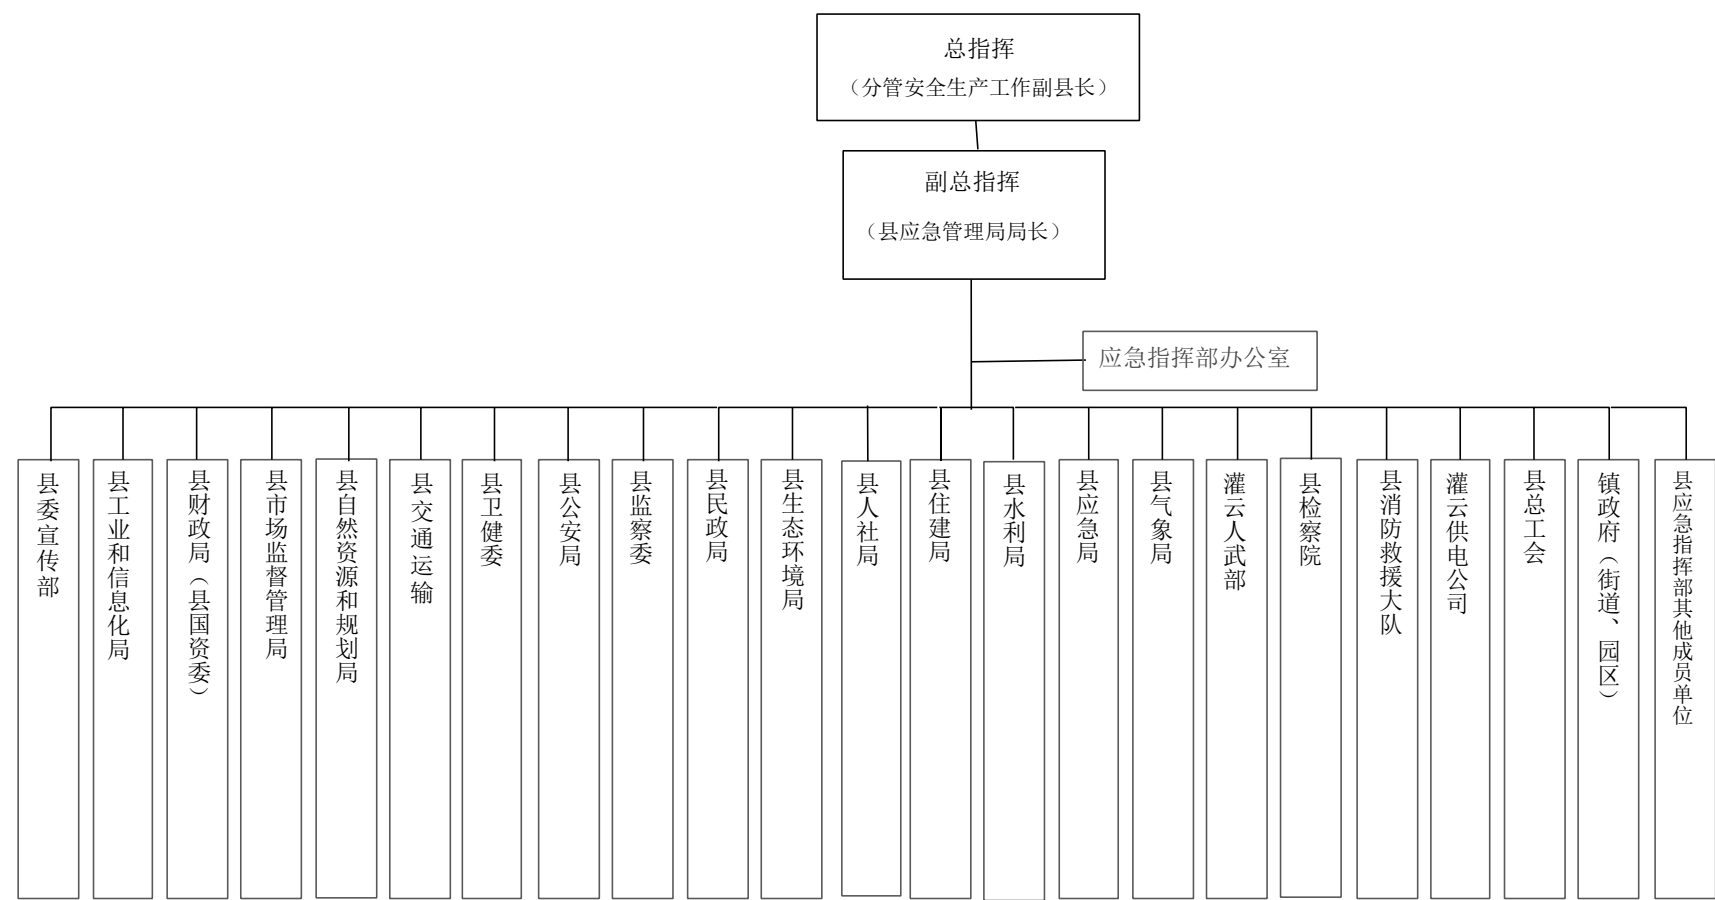 总指挥
（分管安全生产工作副县长）
副总指挥
（县应急管理局局长）
应急指挥部办公室
县委宣传部
县工业和信息化局
县财政局（县国资委）
县市场监督管理局
县自然资源和规划局
县交通运输
县卫健委
县公安局
县监察委
县民政局
县生态环境局
县人社局
县住建局
县水利局
县应急局
县气象局
灌云人武部
县检察院
县消防救援大队
灌云供电公司
县总工会
镇政府（街道、园区）
县应急指挥部其他成员单位